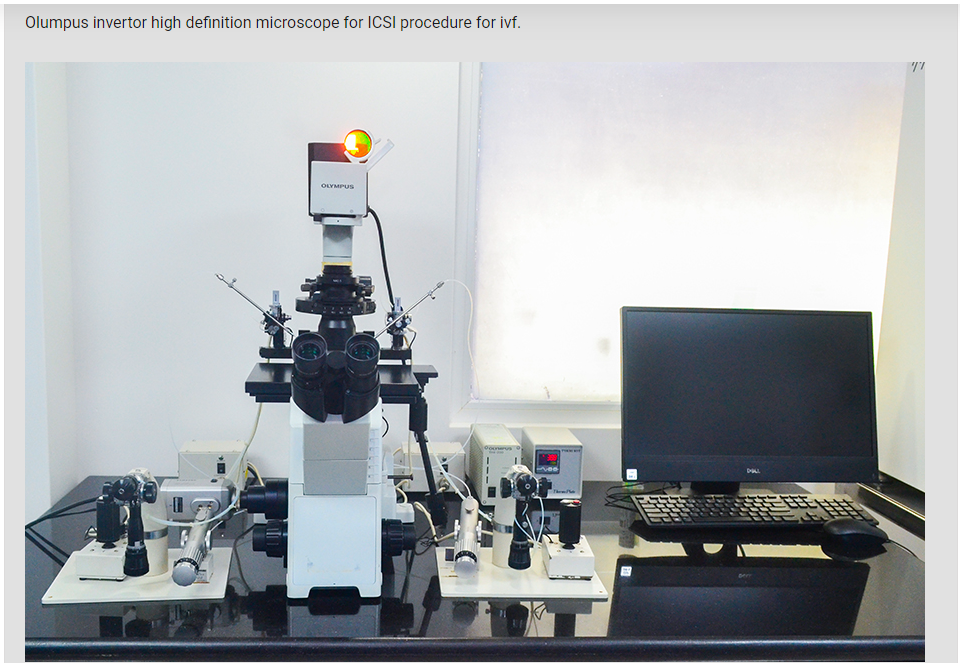 Olumpus invertor high definition microscope for ICSI procedure for ivf.
OLYMPUS
OLYMPUS
DELL